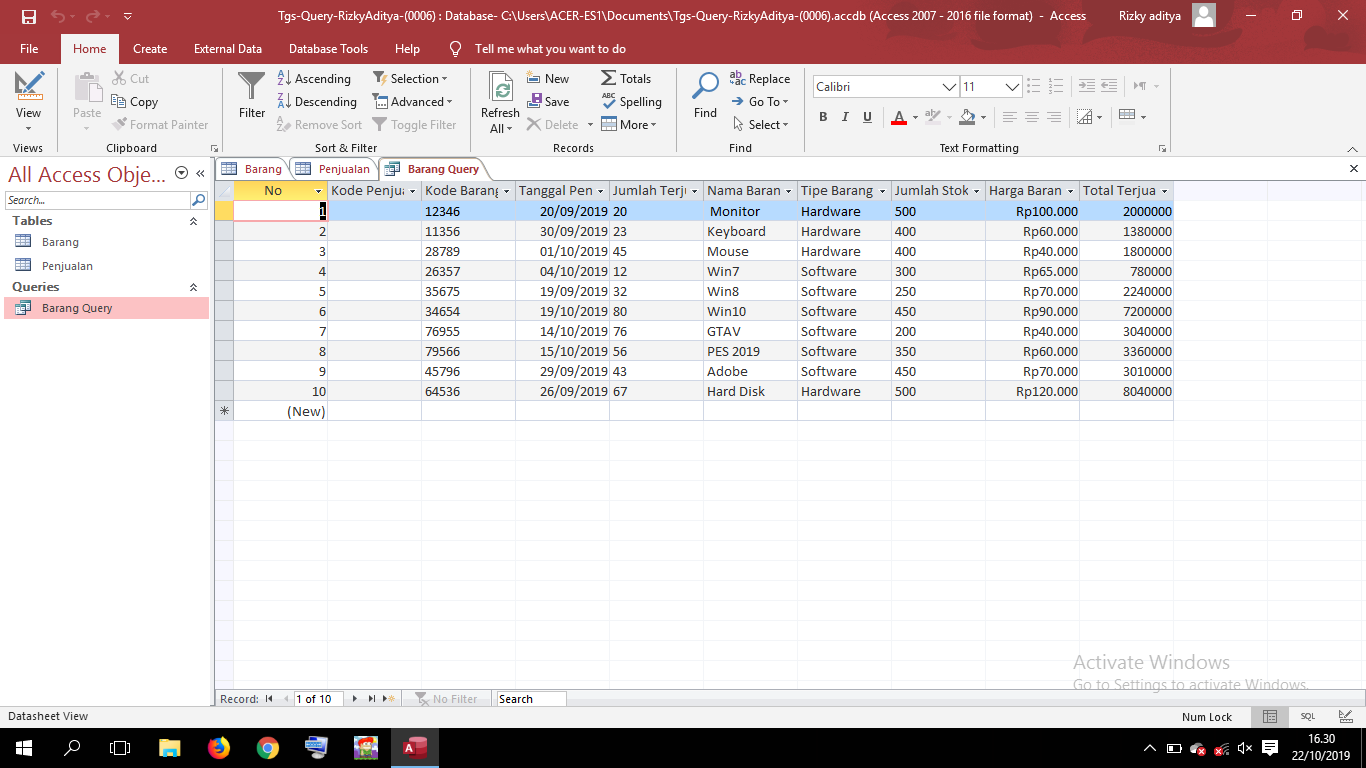 Tgs-Query-RizkyAditya-(0006) : Database- C:\Users\ACER-ES1\Documents\Tgs-Query-RizkyAditya-(0006).accdb (Access 2007 - 2016 file format) - Access Rizky aditya
File Home Create External Data Database Tools Help Tell me what you want to do
View
Views
Paste
Cut
Copy
Format Painter
Clipboard
Filter
Ascending
Descending
Remove Sort
Selection
Advanced
Toggle Filter
Sort & Filter
Refresh
All
New
Save
Delete
Totals
Spelling
More
Records
Find
Replace
Go To
Select
Find
Calibri 11
B I U A
Text Formatting
All Access Obje...
Search...
Tables
Barang
Penjualan
Queries
Barang Query
Barang Penjualan Barang Query
No Kode Penjua Kode Barang Tanggal Pen Jumlah Terju Nama Baran Tipe Barang Jumlah Stok Harga Baran Total Terjua
1 12346 20/09/2019 20 Monitor Hardware 500 Rp100.000 2000000
2 11356 30/09/2019 23 Keyboard Hardware 400 Rp60.000 1380000
3 28789 01/10/2019 45 Mouse Hardware 400 Rp40.000 1800000
4 26357 04/10/2019 12 Win7 Software 300 Rp65.000 780000
5 35675 19/09/2019 32 Win8 Software 250 Rp70.000 2240000
6 34654 19/10/2019 80 Win10 Software 450 Rp90.000 7200000
7 76955 14/10/2019 76 GTAV Software 200 Rp40.000 3040000
8 79566 15/10/2019 56 PES 2019 Software 350 Rp60.000 3360000
9 45796 29/09/2019 43 Adobe Software 450 Rp70.000 3010000
10 64536 26/09/2019 67 Hard Disk Hardware 500 Rp120.000 8040000
(New)
Activate Windows
Go to Settings to activate Windows.
Record: 1 of 10 No Filter Search
Datasheet View Num Lock SQL
16.30
22/10/2019